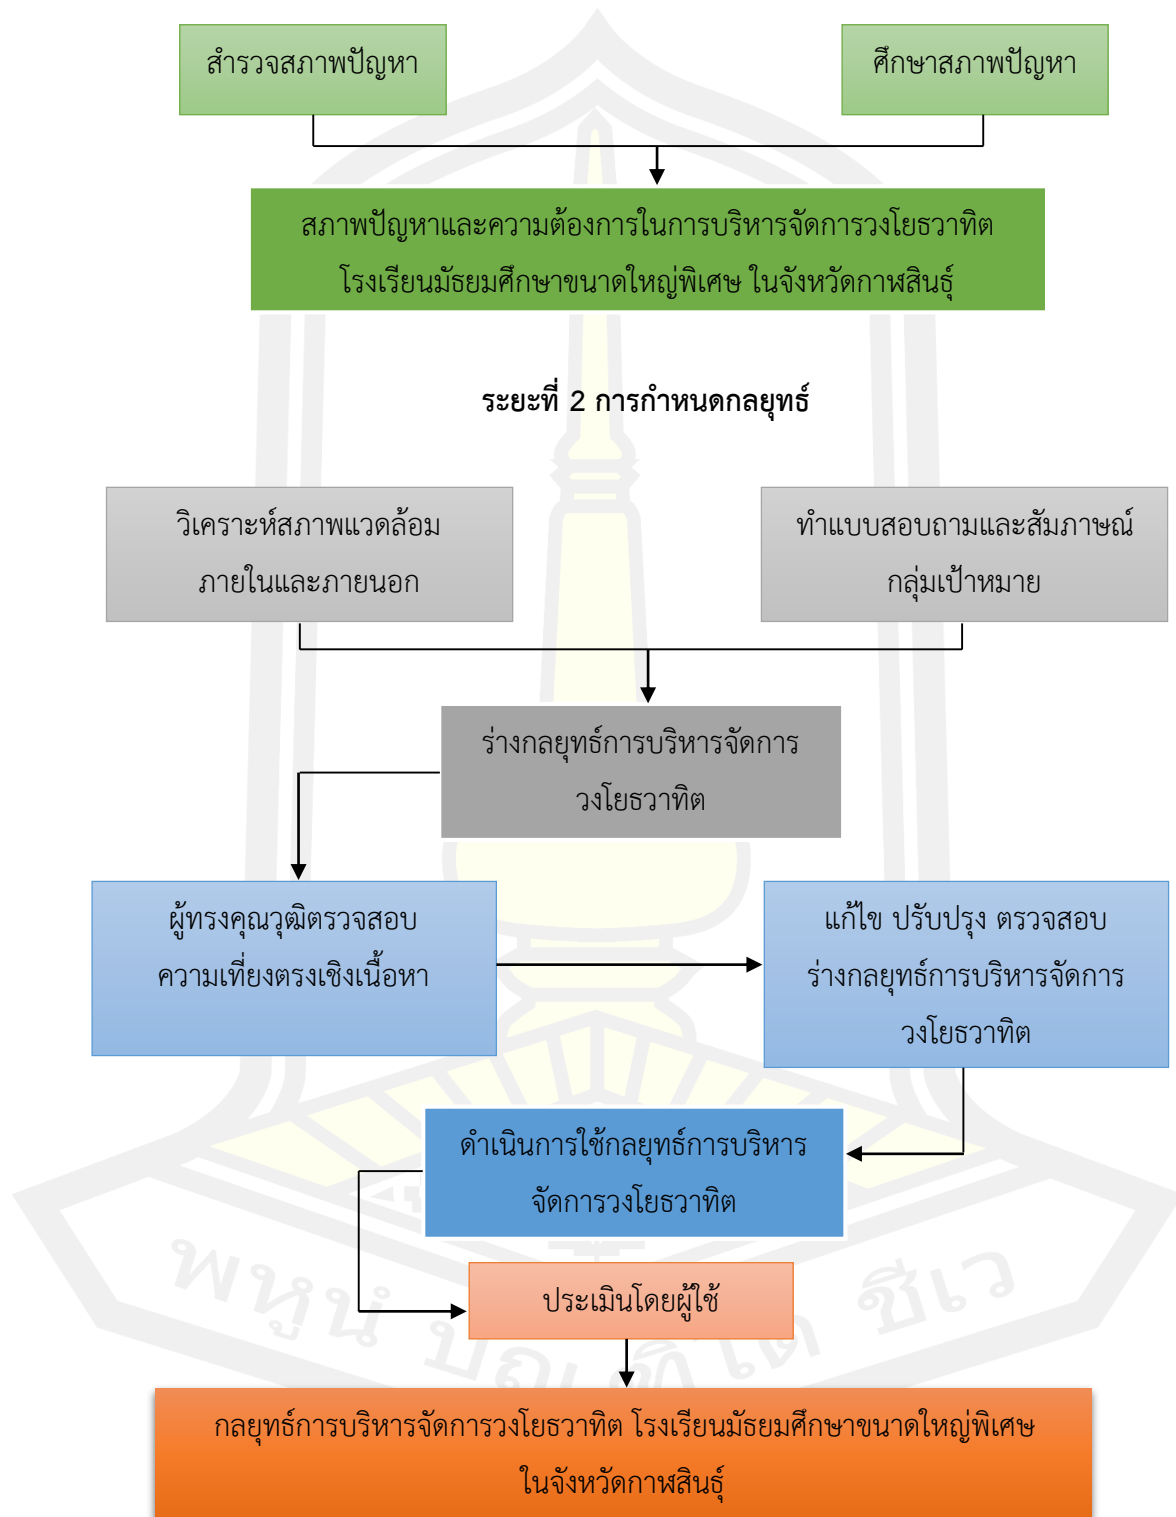 สำรวจสภาพปัญหา
ศึกษาสภาพปัญหา
สภาพปัญหาและความต้องการในการบริหารจัดการวงโยธวาทิต
โรงเรียนมัธยมศึกษาขนาดใหญ่พิเศษ ในจังหวัดกาฬสินธุ์
ระยะที่ 2 การกำหนดกลยุทธ์
วิเคราะห์สภาพแวดล้อม
ภายในและภายนอก
ทำแบบสอบถามและสัมภาษณ์
กลุ่มเป้าหมาย
ร่างกลยุทธ์การบริหารจัดการ
วงโยธวาทิต
ผู้ทรงคุณวุฒิตรวจสอบ
ความเที่ยงตรงเชิงเนื้อหา
แก้ไข ปรับปรุง ตรวจสอบ
ร่างกลยุทธ์การบริหารจัดการ
วงโยธวาทิต
ดำเนินการใช้กลยุทธ์การบริหาร
จัดการวงโยธวาทิต
ประเมินโดยผู้ใช้
พหูนํ ปณฺฑิโต ชีเว
กลยุทธ์การบริหารจัดการวงโยธวาทิต โรงเรียนมัธยมศึกษาขนาดใหญ่พิเศษ
ในจังหวัดกาฬสินธุ์